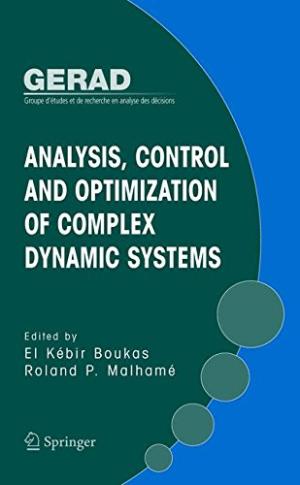 GERAD
Groupe d'études et de recherche en analyse des décisions
ANALYSIS, CONTROL
AND OPTIMIZATION
OF COMPLEX
DYNAMIC SYSTEMS
Edited by
El Kébir Boukas
Roland P. Malhamé
Springer